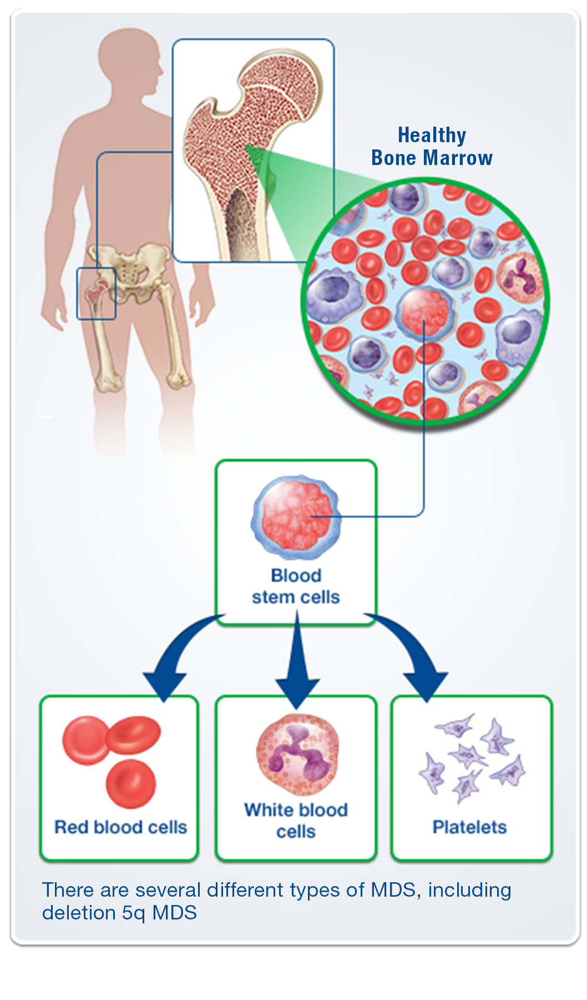 Healthy
Bone Marrow
Blood
stem cells
Red blood cells
White blood
cells
Platelets
There are several different types of MDS, including
deletion 5q MDS